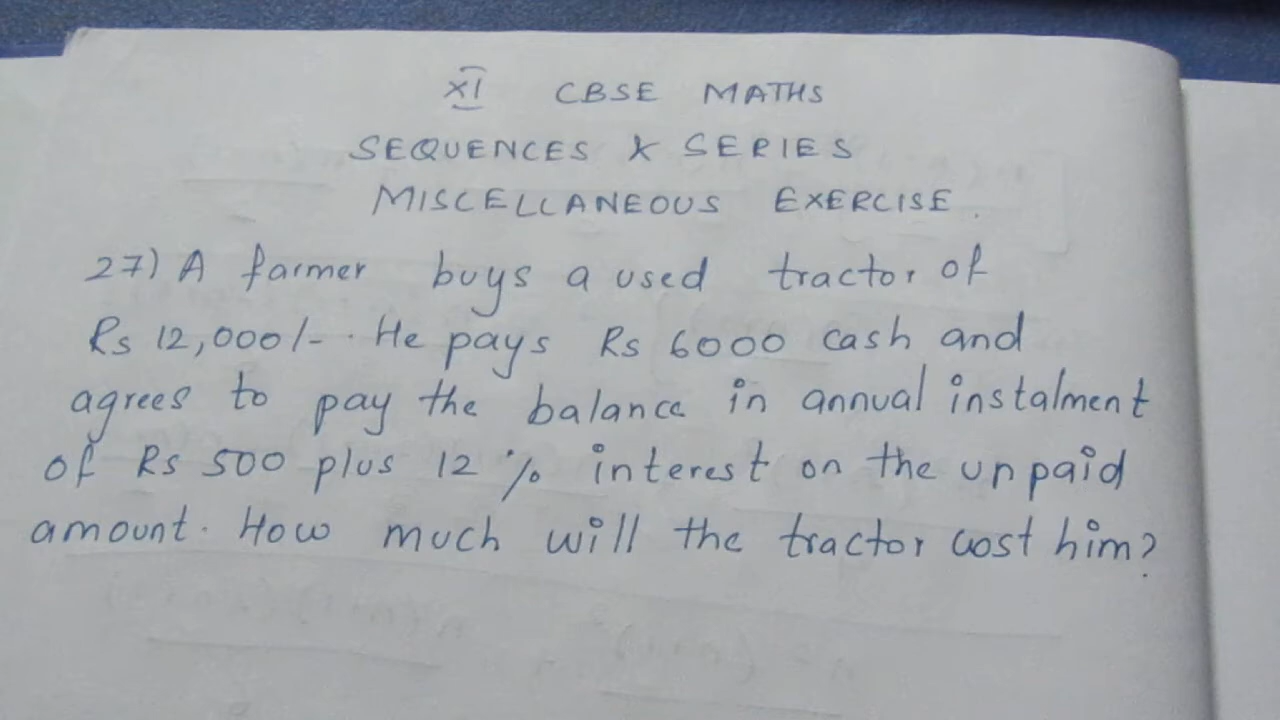 XI CBSE MATHS
SEQUENCES & SERIES
MISCELLANEOUS EXERCISE.
27) A farmer buys a used tractor of
Rs 12,000/-. He pays Rs 6000 cash and
agrees to pay the balance in annual instalment
of Rs 500 plus 12 % interest on the unpaid
amount. How much will the tractor cost him?